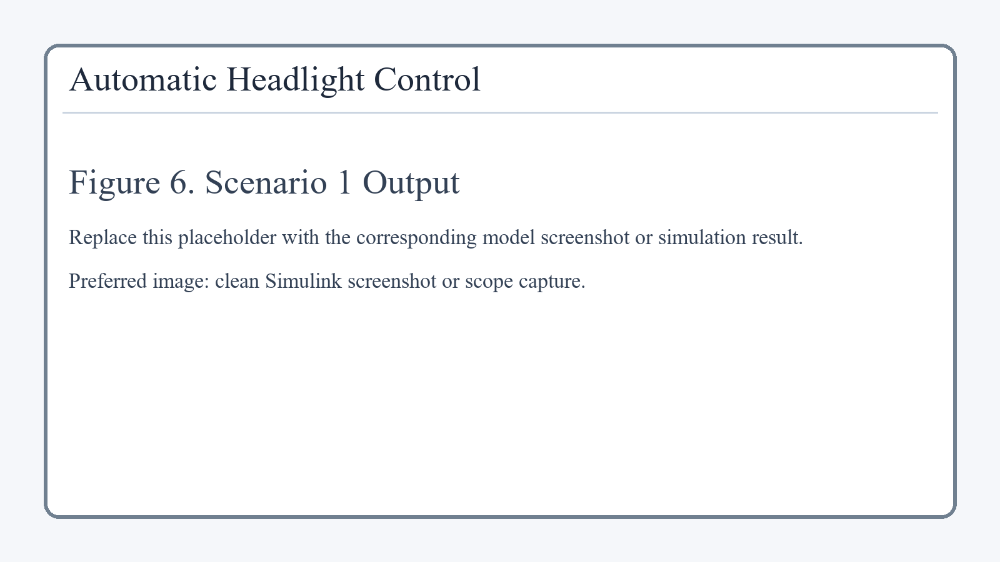 Automatic Headlight Control
Figure 6. Scenario 1 Output
Replace this placeholder with the corresponding model screenshot or simulation result.
Preferred image: clean Simulink screenshot or scope capture.